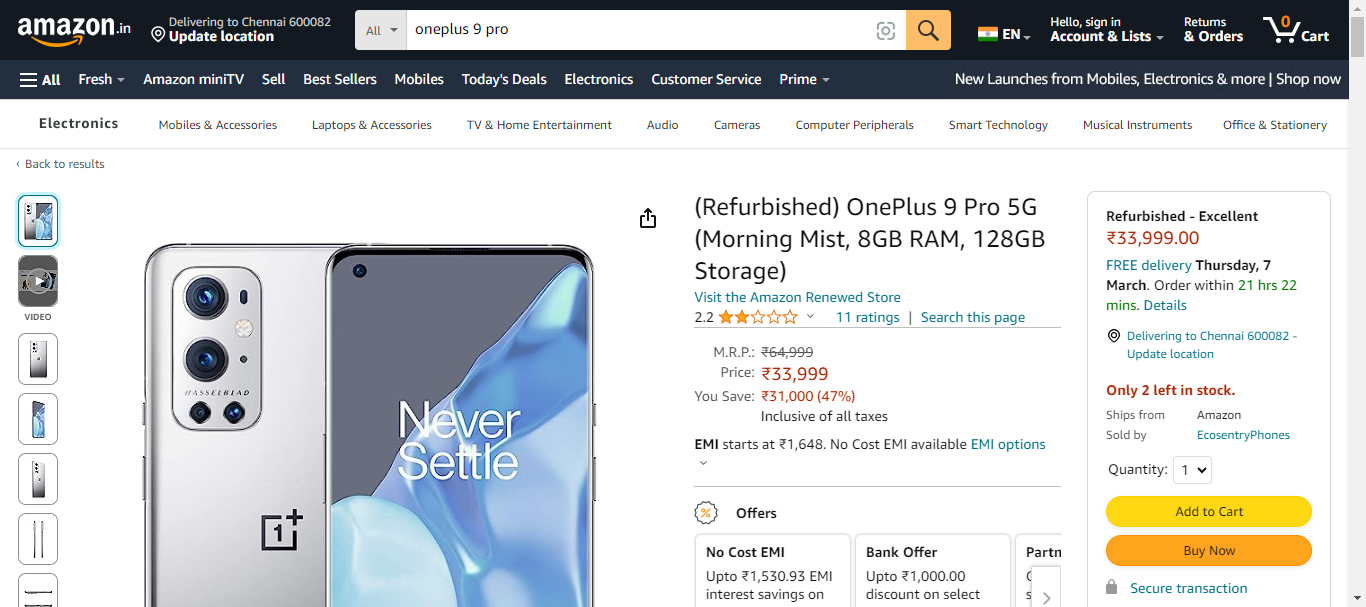 amazon.in
Delivering to Chennai 600082
Update location
All
oneplus 9 pro
EN
Hello, sign in
Account & Lists
Returns
& Orders
0
Cart
All
Fresh
Amazon miniTV
Sell
Best Sellers
Mobiles
Today's Deals
Electronics
Customer Service
Prime
New Launches from Mobiles, Electronics & more | Shop now
Electronics
Mobiles & Accessories
Laptops & Accessories
TV & Home Entertainment
Audio
Cameras
Computer Peripherals
Smart Technology
Musical Instruments
Office & Stationery
‹ Back to results
VIDEO
HASSELBLAD
1+
Never
Settle
(Refurbished) OnePlus 9 Pro 5G
(Morning Mist, 8GB RAM, 128GB
Storage)
Visit the Amazon Renewed Store
2.2
11 ratings | Search this page
M.R.P.: ₹64,999
Price: ₹33,999
You Save: ₹31,000 (47%)
Inclusive of all taxes
EMI starts at ₹1,648. No Cost EMI available EMI options
Offers
No Cost EMI
Upto ₹1,530.93 EMI
interest savings on
Bank Offer
Upto ₹1,000.00
discount on select
Partn
Refurbished - Excellent
₹33,999.00
FREE delivery Thursday, 7
March. Order within 21 hrs 22
mins. Details
Delivering to Chennai 600082 -
Update location
Only 2 left in stock.
Ships from Amazon
Sold by EcosentryPhones
Quantity: 1
Add to Cart
Buy Now
Secure transaction